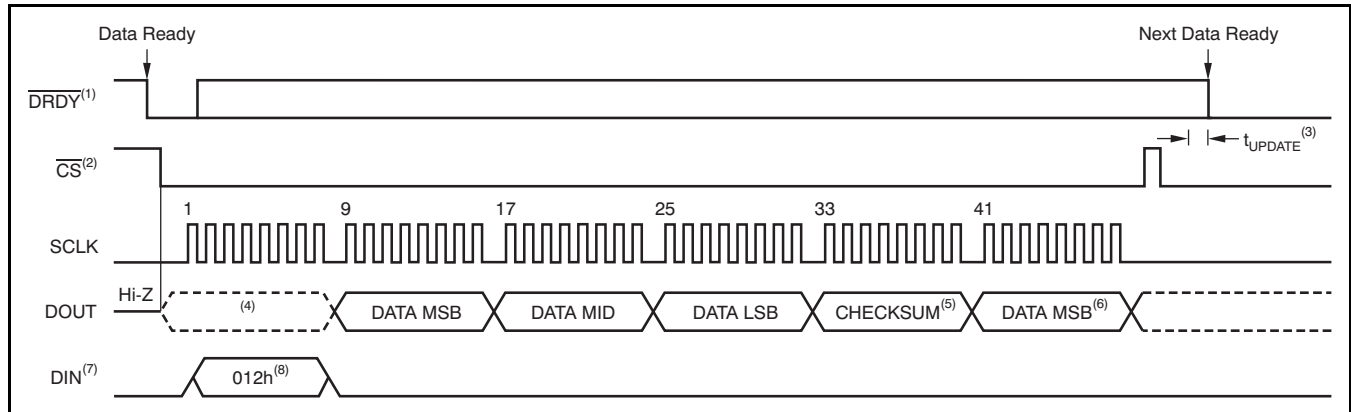 Data Ready
Next Data Ready
DRDY(1)
tUPDATE(3)
CS(2)
1 9 17 25 33 41
SCLK
Hi-Z
DOUT (4) DATA MSB DATA MID DATA LSB CHECKSUM(5) DATA MSB(6)
DIN(7) 012h(8)